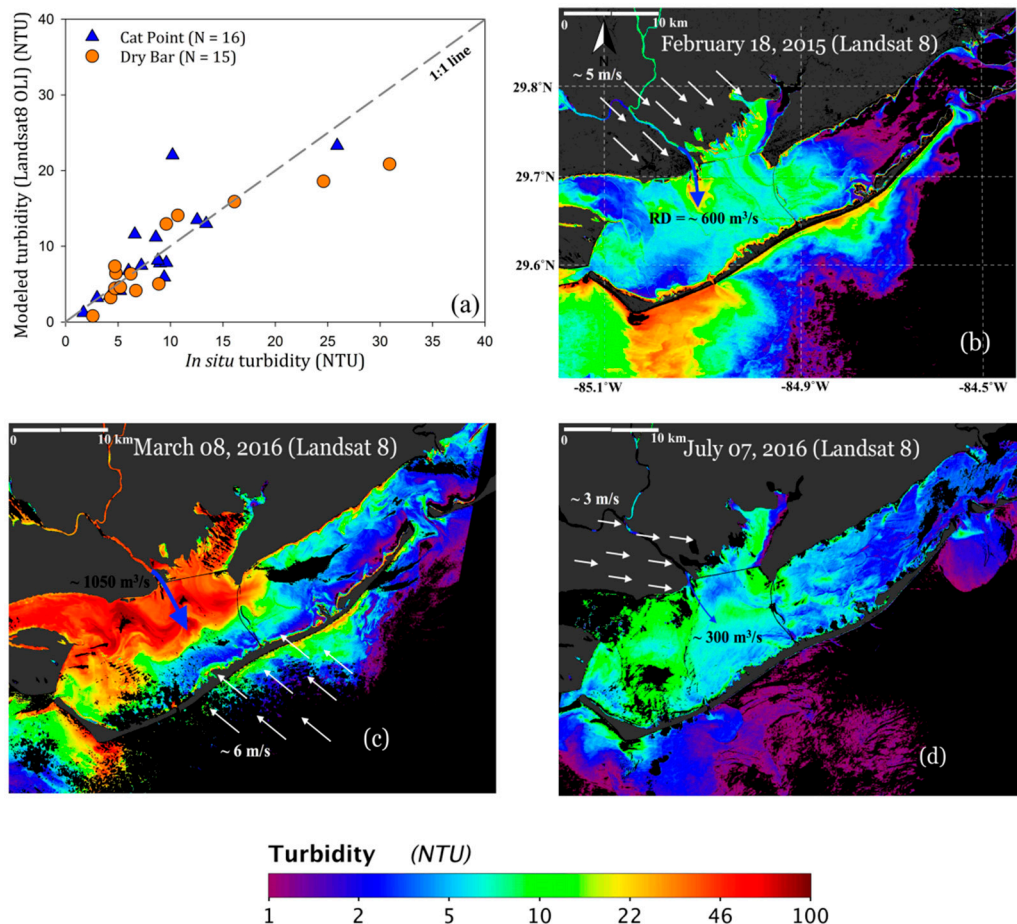 Modeled turbidity (Landsat8 OLI) (NTU)
40
30
20
10
0
Cat Point (N = 16)
Dry Bar (N = 15)
1:1 line
(a)
0 5 10 15 20 25 30 35 40
In situ turbidity (NTU)
0 10 km
February 18, 2015 (Landsat 8)
N
~ 5 m/s
29.8°N
29.7°N
29.6°N
RD = ~ 600 m³/s
(b)
-85.1°W -84.9°W -84.5°W
0 10 km
March 08, 2016 (Landsat 8)
~ 1050 m³/s
~ 6 m/s
(c)
0 10 km
July 07, 2016 (Landsat 8)
~ 3 m/s
~ 300 m³/s
(d)
Turbidity (NTU)
1 2 5 10 22 46 100